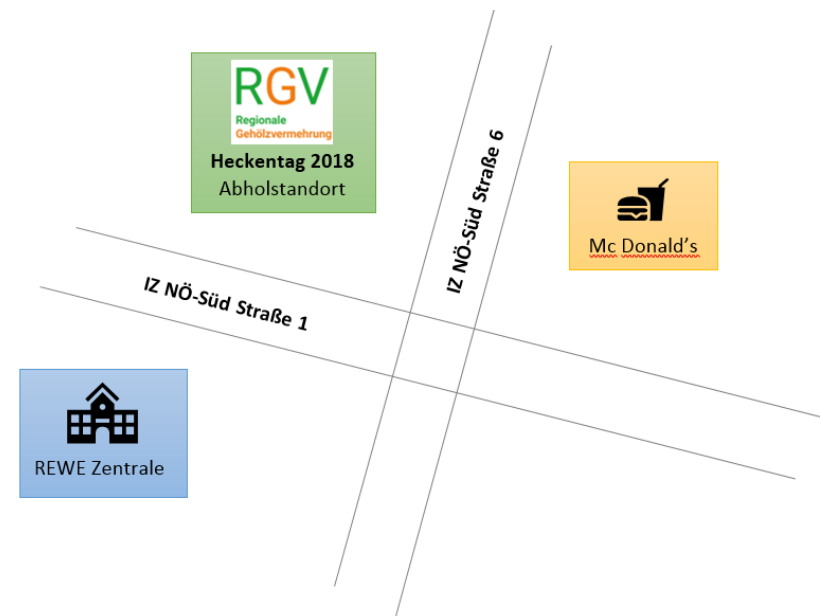 RGV
Regionale
Gehölzvermehrung
Heckentag 2018
Abholstandort
IZ NÖ-Süd Straße 6
Mc Donald's
IZ NÖ-Süd Straße 1
REWE Zentrale